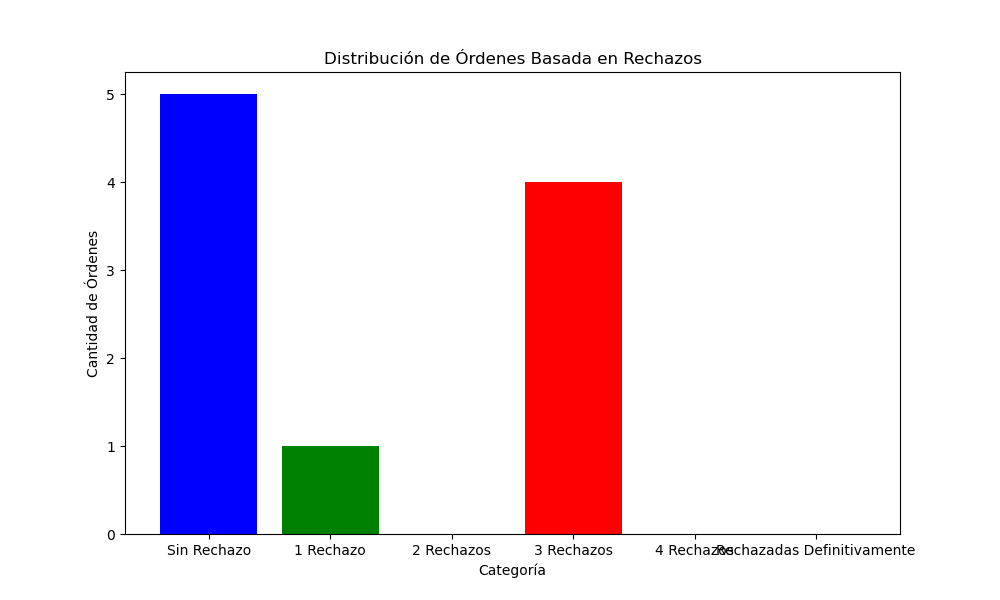 Distribución de Órdenes Basada en Rechazos
Cantidad de Órdenes
5
4
3
2
1
0
Sin Rechazo
1 Rechazo
2 Rechazos
3 Rechazos
4 Rechazos
Rechazadas Definitivamente
Categoría